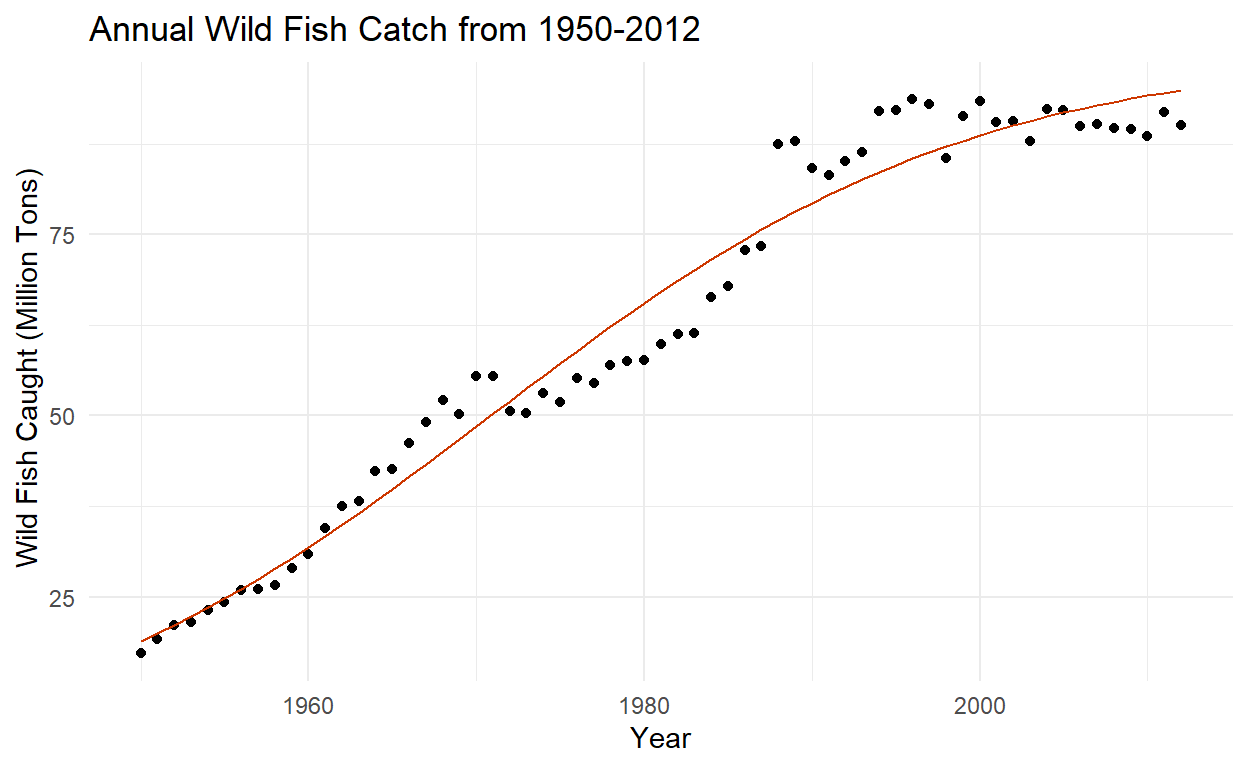 Annual Wild Fish Catch from 1950-2012
Wild Fish Caught (Million Tons)
75
50
25
1960 1980 2000
Year